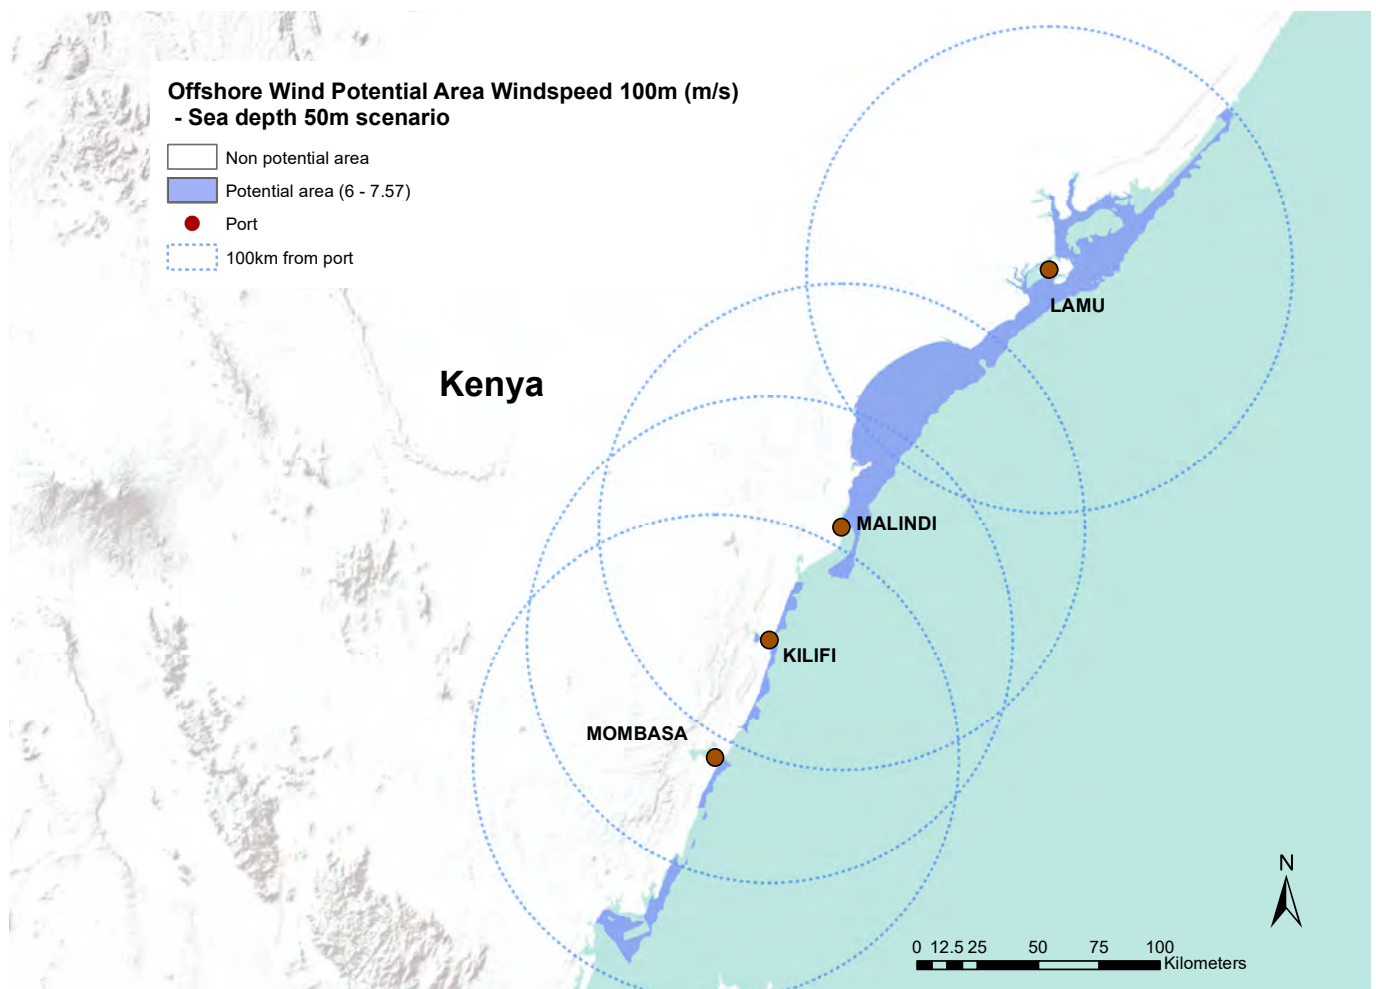 Offshore Wind Potential Area Windspeed 100m (m/s)
- Sea depth 50m scenario
Non potential area
Potential area (6 - 7.57)
Port
100km from port
LAMU
Kenya
MALINDI
KILIFI
MOMBASA
N
0 12.5 25 50 75 100
Kilometers